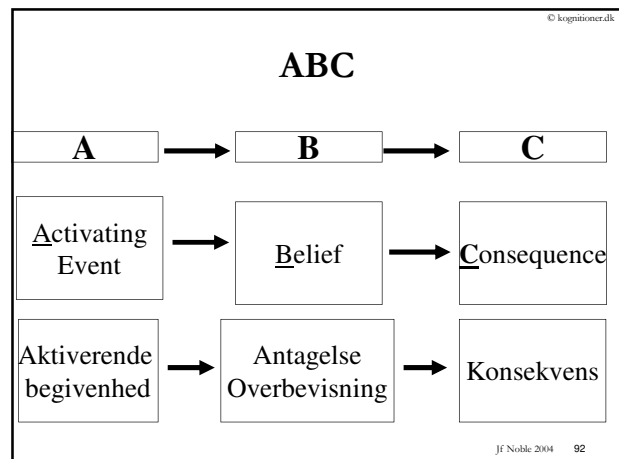 © kognitioner.dk
ABC
A B C
Activating
Event
Belief
Consequence
Aktiverende
begivenhed
Antagelse
Overbevisning
Konsekvens
Jf Noble 2004 92